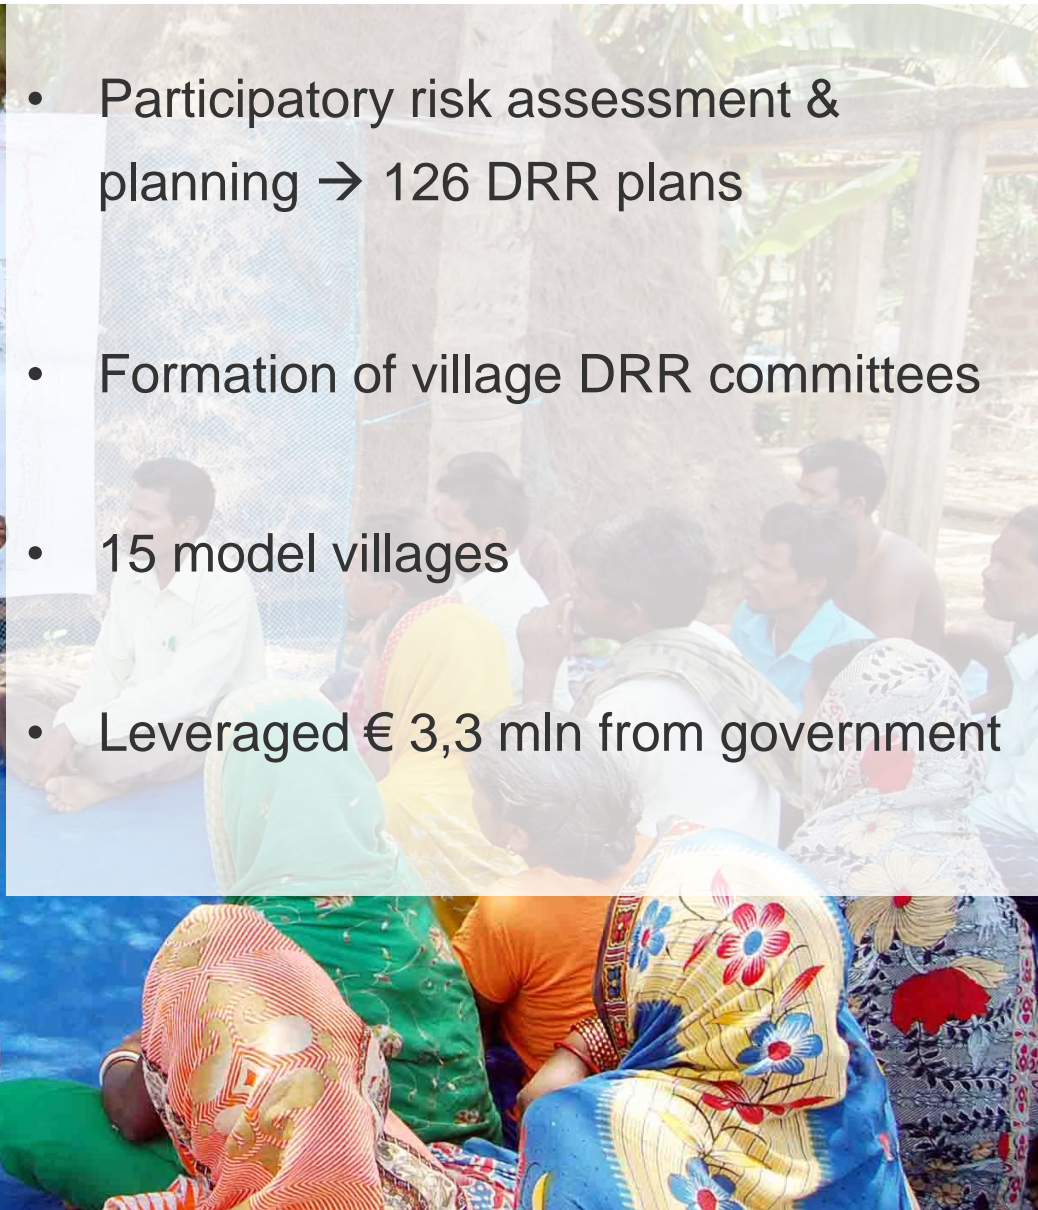 • Participatory risk assessment &
planning → 126 DRR plans
• Formation of village DRR committees
• 15 model villages
• Leveraged € 3,3 mln from government